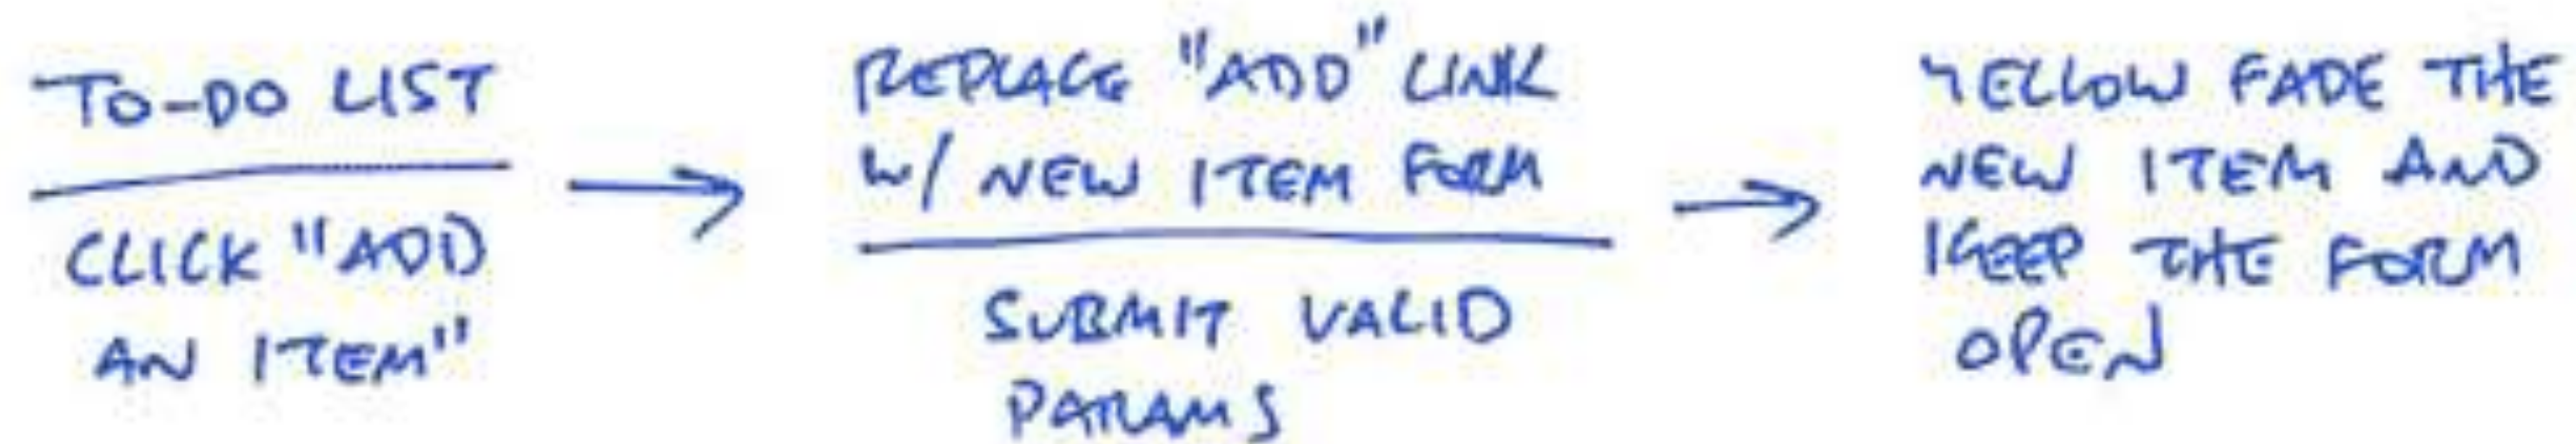 TO-DO LIST
CLICK "ADD
AN ITEM"
REPLACE "ADD" LINK
W/ NEW ITEM FORM
SUBMIT VALID
PARAMS
YELLOW FADE THE
NEW ITEM AND
KEEP THE FORM
OPEN